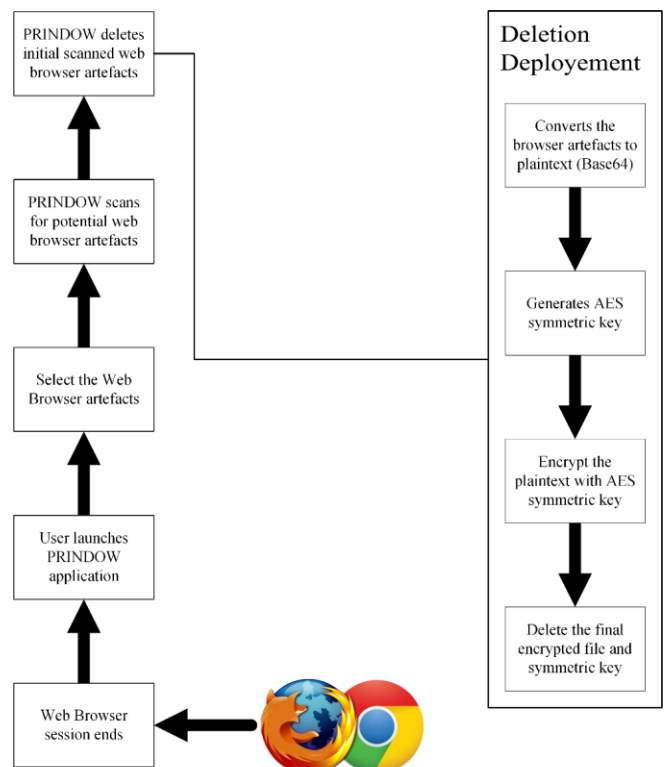 PRINDOW deletes
initial scanned web
browser artefacts
PRINDOW scans
for potential web
browser artefacts
Select the Web
Browser artefacts
User launches
PRINDOW
application
Web Browser
session ends
Deletion
Deployement
Converts the
browser artefacts to
plaintext (Base64)
Generates AES
symmetric key
Encrypt the
plaintext with AES
symmetric key
Delete the final
encrypted file and
symmetric key